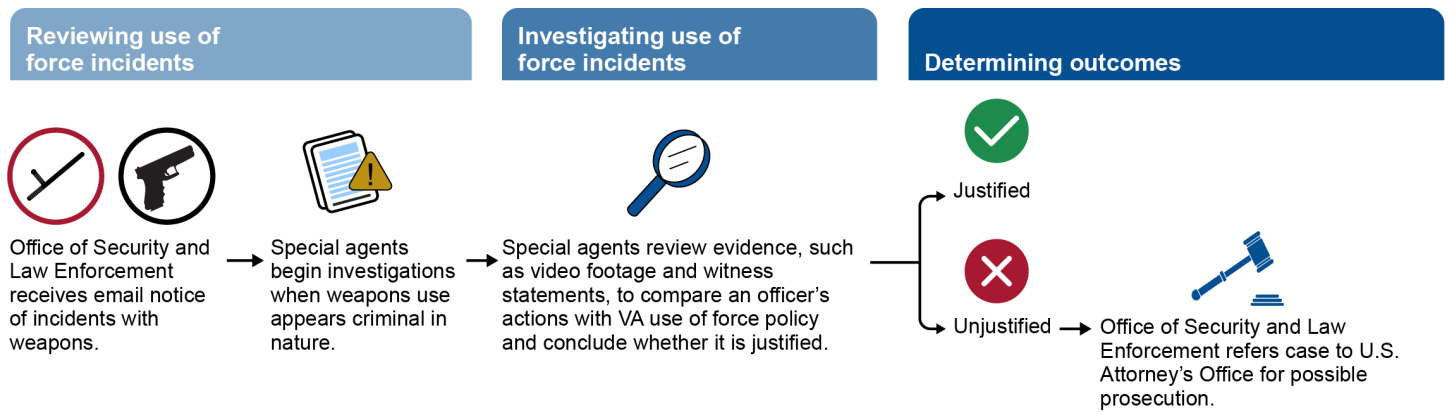 Reviewing use of
force incidents
Investigating use of
force incidents
Determining outcomes
Office of Security and
Law Enforcement
receives email notice
of incidents with
weapons.
Special agents
begin investigations
when weapons use
appears criminal in
nature.
Special agents review evidence, such
as video footage and witness
statements, to compare an officer’s
actions with VA use of force policy
and conclude whether it is justified.
Justified
Unjustified
Office of Security and Law
Enforcement refers case to U.S.
Attorney’s Office for possible
prosecution.